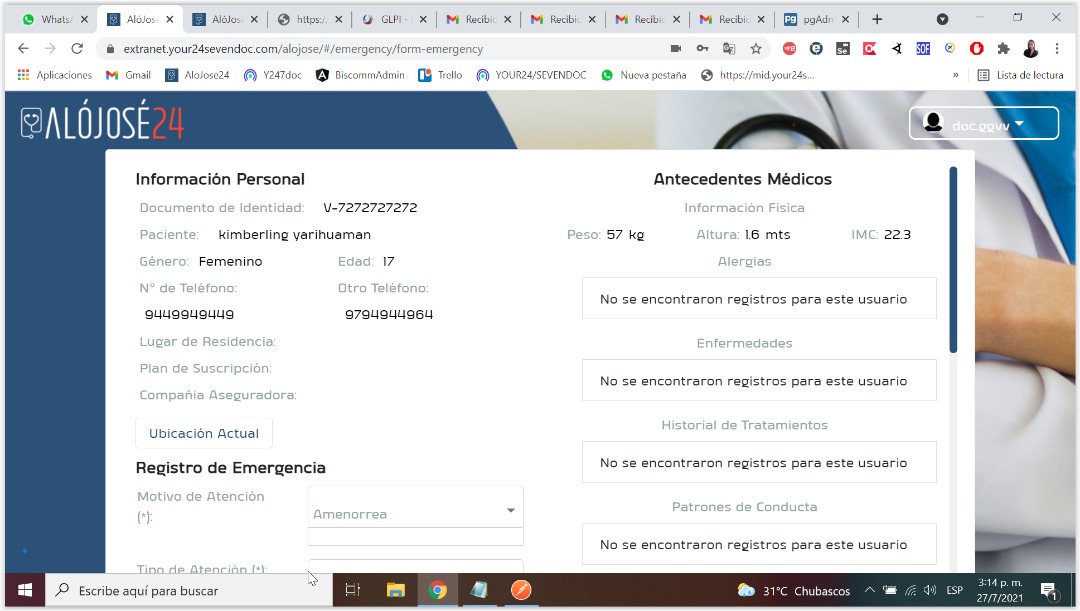 WhatsA
AlóJose
AlóJos
https:/
GLPI -
Recibid
Recibid
Recibid
Recibid
pgAdn
extranet.your24sevendoc.com/alojose/#/emergency/form-emergency
Aplicaciones
Gmail
AloJose24
Y247doc
BiscommAdmin
Trello
YOUR24/SEVENDOC
Nueva pestaña
https://mid.your24s...
»
Lista de lectura
ALÓJOSÉ24
doc.ggvv
Información Personal
Documento de Identidad: V-7272727272
Paciente: kimberling yarihuaman
Género: Femenino Edad: 17
N° de Teléfono: Otro Teléfono:
9449949449 9794944964
Lugar de Residencia:
Plan de Suscripción:
Compañia Aseguradora:
Ubicación Actual
Registro de Emergencia
Motivo de Atención
(*):
Amenorrea
Tipo de Atención (*):
Antecedentes Médicos
Información Fisica
Peso: 57 kg Altura: 1.6 mts IMC: 22.3
Alergias
No se encontraron registros para este usuario
Enfermedades
No se encontraron registros para este usuario
Historial de Tratamientos
No se encontraron registros para este usuario
Patrones de Conducta
No se encontraron registros para este usuario
Escribe aquí para buscar
31°C Chubascos
ESP
3:14 p. m.
27/7/2021
1